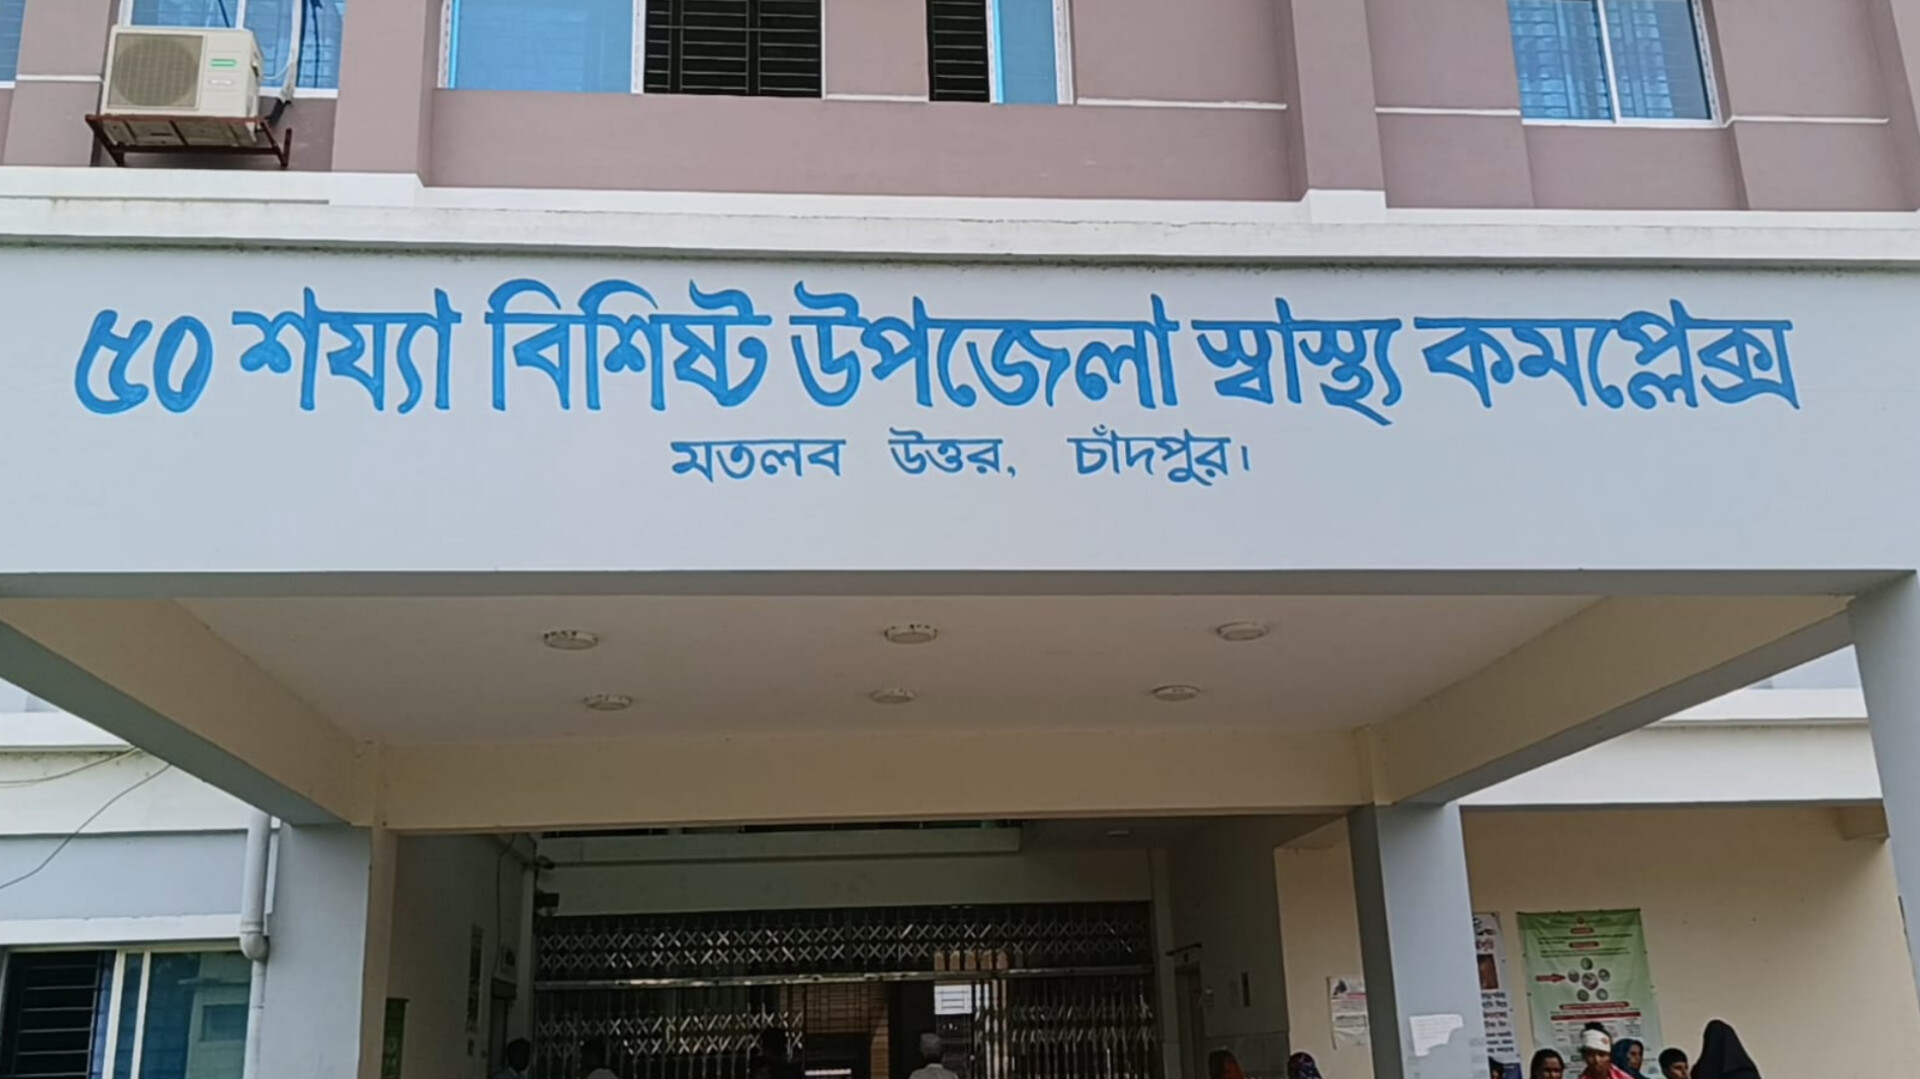 ৫০ শয্যা বিশিষ্ট উপজেলা স্বাস্থ্য কমপ্লেক্স
মতলব উত্তর, চাঁদপুর।